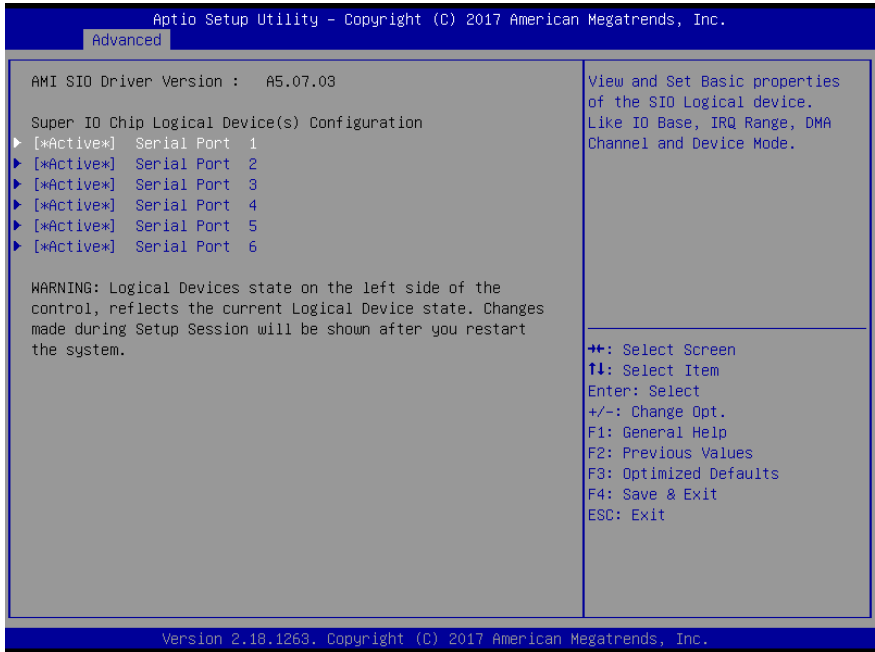 Aptio Setup Utility – Copyright (C) 2017 American Megatrends, Inc.
Advanced
AMI SIO Driver Version :   A5.07.03
Super IO Chip Logical Device(s) Configuration
[*Active*]  Serial Port  1
[*Active*]  Serial Port  2
[*Active*]  Serial Port  3
[*Active*]  Serial Port  4
[*Active*]  Serial Port  5
[*Active*]  Serial Port  6
WARNING: Logical Devices state on the left side of the
control, reflects the current Logical Device state. Changes
made during Setup Session will be shown after you restart
the system.
View and Set Basic properties
of the SIO Logical device.
Like IO Base, IRQ Range, DMA
Channel and Device Mode.
→←: Select Screen
↑↓: Select Item
Enter: Select
+/-: Change Opt.
F1: General Help
F2: Previous Values
F3: Optimized Defaults
F4: Save & Exit
ESC: Exit
Version 2.18.1263. Copyright (C) 2017 American Megatrends, Inc.